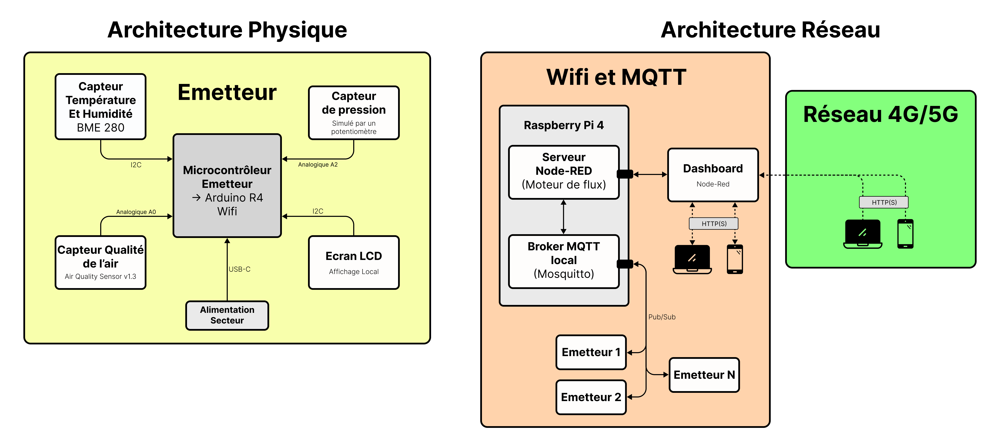 Architecture Physique
Emetteur
Capteur
Température
Et Humidité
BME 280
I2C
Capteur
de pression
Simulé par un
potentiomètre
Analogique A2
Microcontrôleur
Emetteur
→ Arduino R4
Wifi
Analogique A0
Capteur Qualité
de l’air
Air Quality Sensor v1.3
I2C
Ecran LCD
Affichage Local
USB-C
Alimentation
Secteur
Architecture Réseau
Wifi et MQTT
Raspberry Pi 4
Serveur
Node-RED
(Moteur de flux)
Dashboard
Node-Red
HTTP(S)
Broker MQTT
local
(Mosquitto)
Pub/Sub
Emetteur 1
Emetteur N
Emetteur 2
Réseau 4G/5G
HTTP(S)